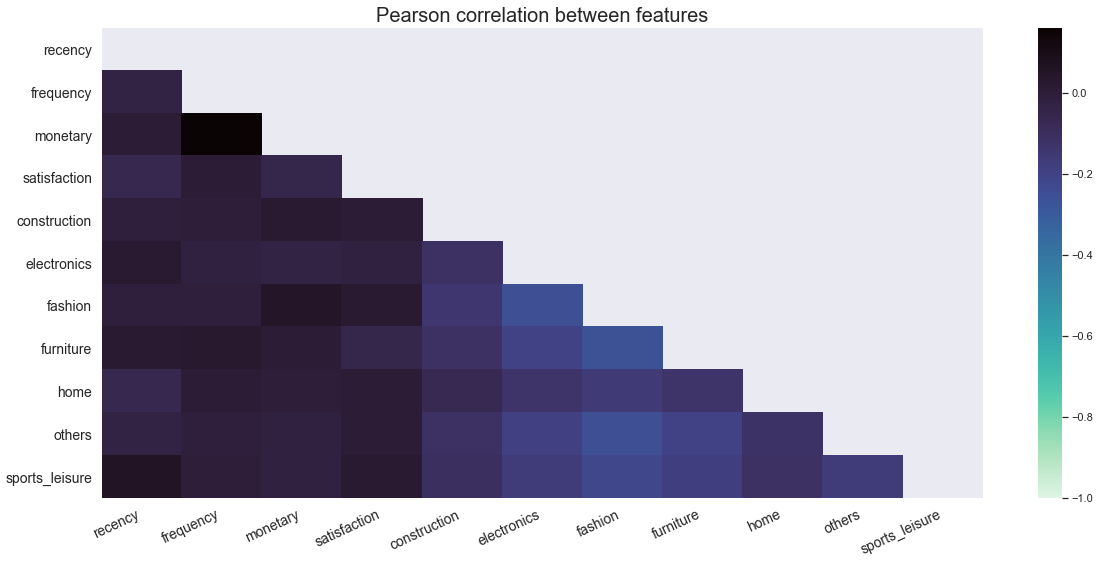 Pearson correlation between features
recency
frequency
monetary
satisfaction
construction
electronics
fashion
furniture
home
others
sports_leisure
recency
frequency
monetary
satisfaction
construction
electronics
fashion
furniture
home
others
sports_leisure
0.0
−0.2
−0.4
−0.6
−0.8
−1.0